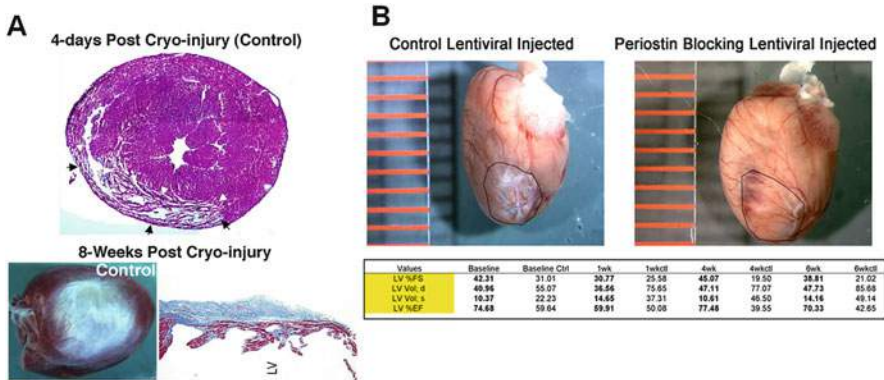 A
4-days Post Cryo-injury (Control)
8-Weeks Post Cryo-injury
Control
LV
B
Control Lentiviral Injected
Periostin Blocking Lentiviral Injected
Values Baseline Baseline Ctrl 1wk 1wkctl 4wk 4wkctl 6wk 6wkctl
LV %FS 42.31 31.01 30.77 25.58 45.07 19.50 38.81 21.02
LV Vol; d 40.96 55.07 36.56 75.65 47.11 77.07 47.73 85.68
LV Vol; s 10.37 22.23 14.65 37.31 10.61 46.50 14.16 49.14
LV %EF 74.68 59.64 59.91 50.08 77.48 39.55 70.33 42.65